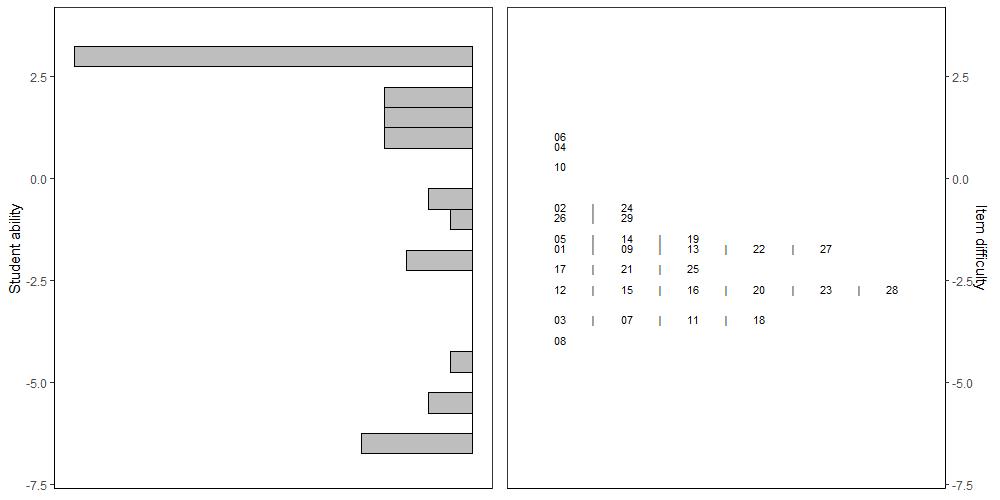 Student ability
2.5
0.0
-2.5
-5.0
-7.5
06
04
10
02 | 24
26 | 29
05 | 14 | 19
01 | 09 | 13 | 22 | 27
17 | 21 | 25
12 | 15 | 16 | 20 | 23 | 28
03 | 07 | 11 | 18
08
2.5
0.0
-2.5
-5.0
-7.5
Item difficulty